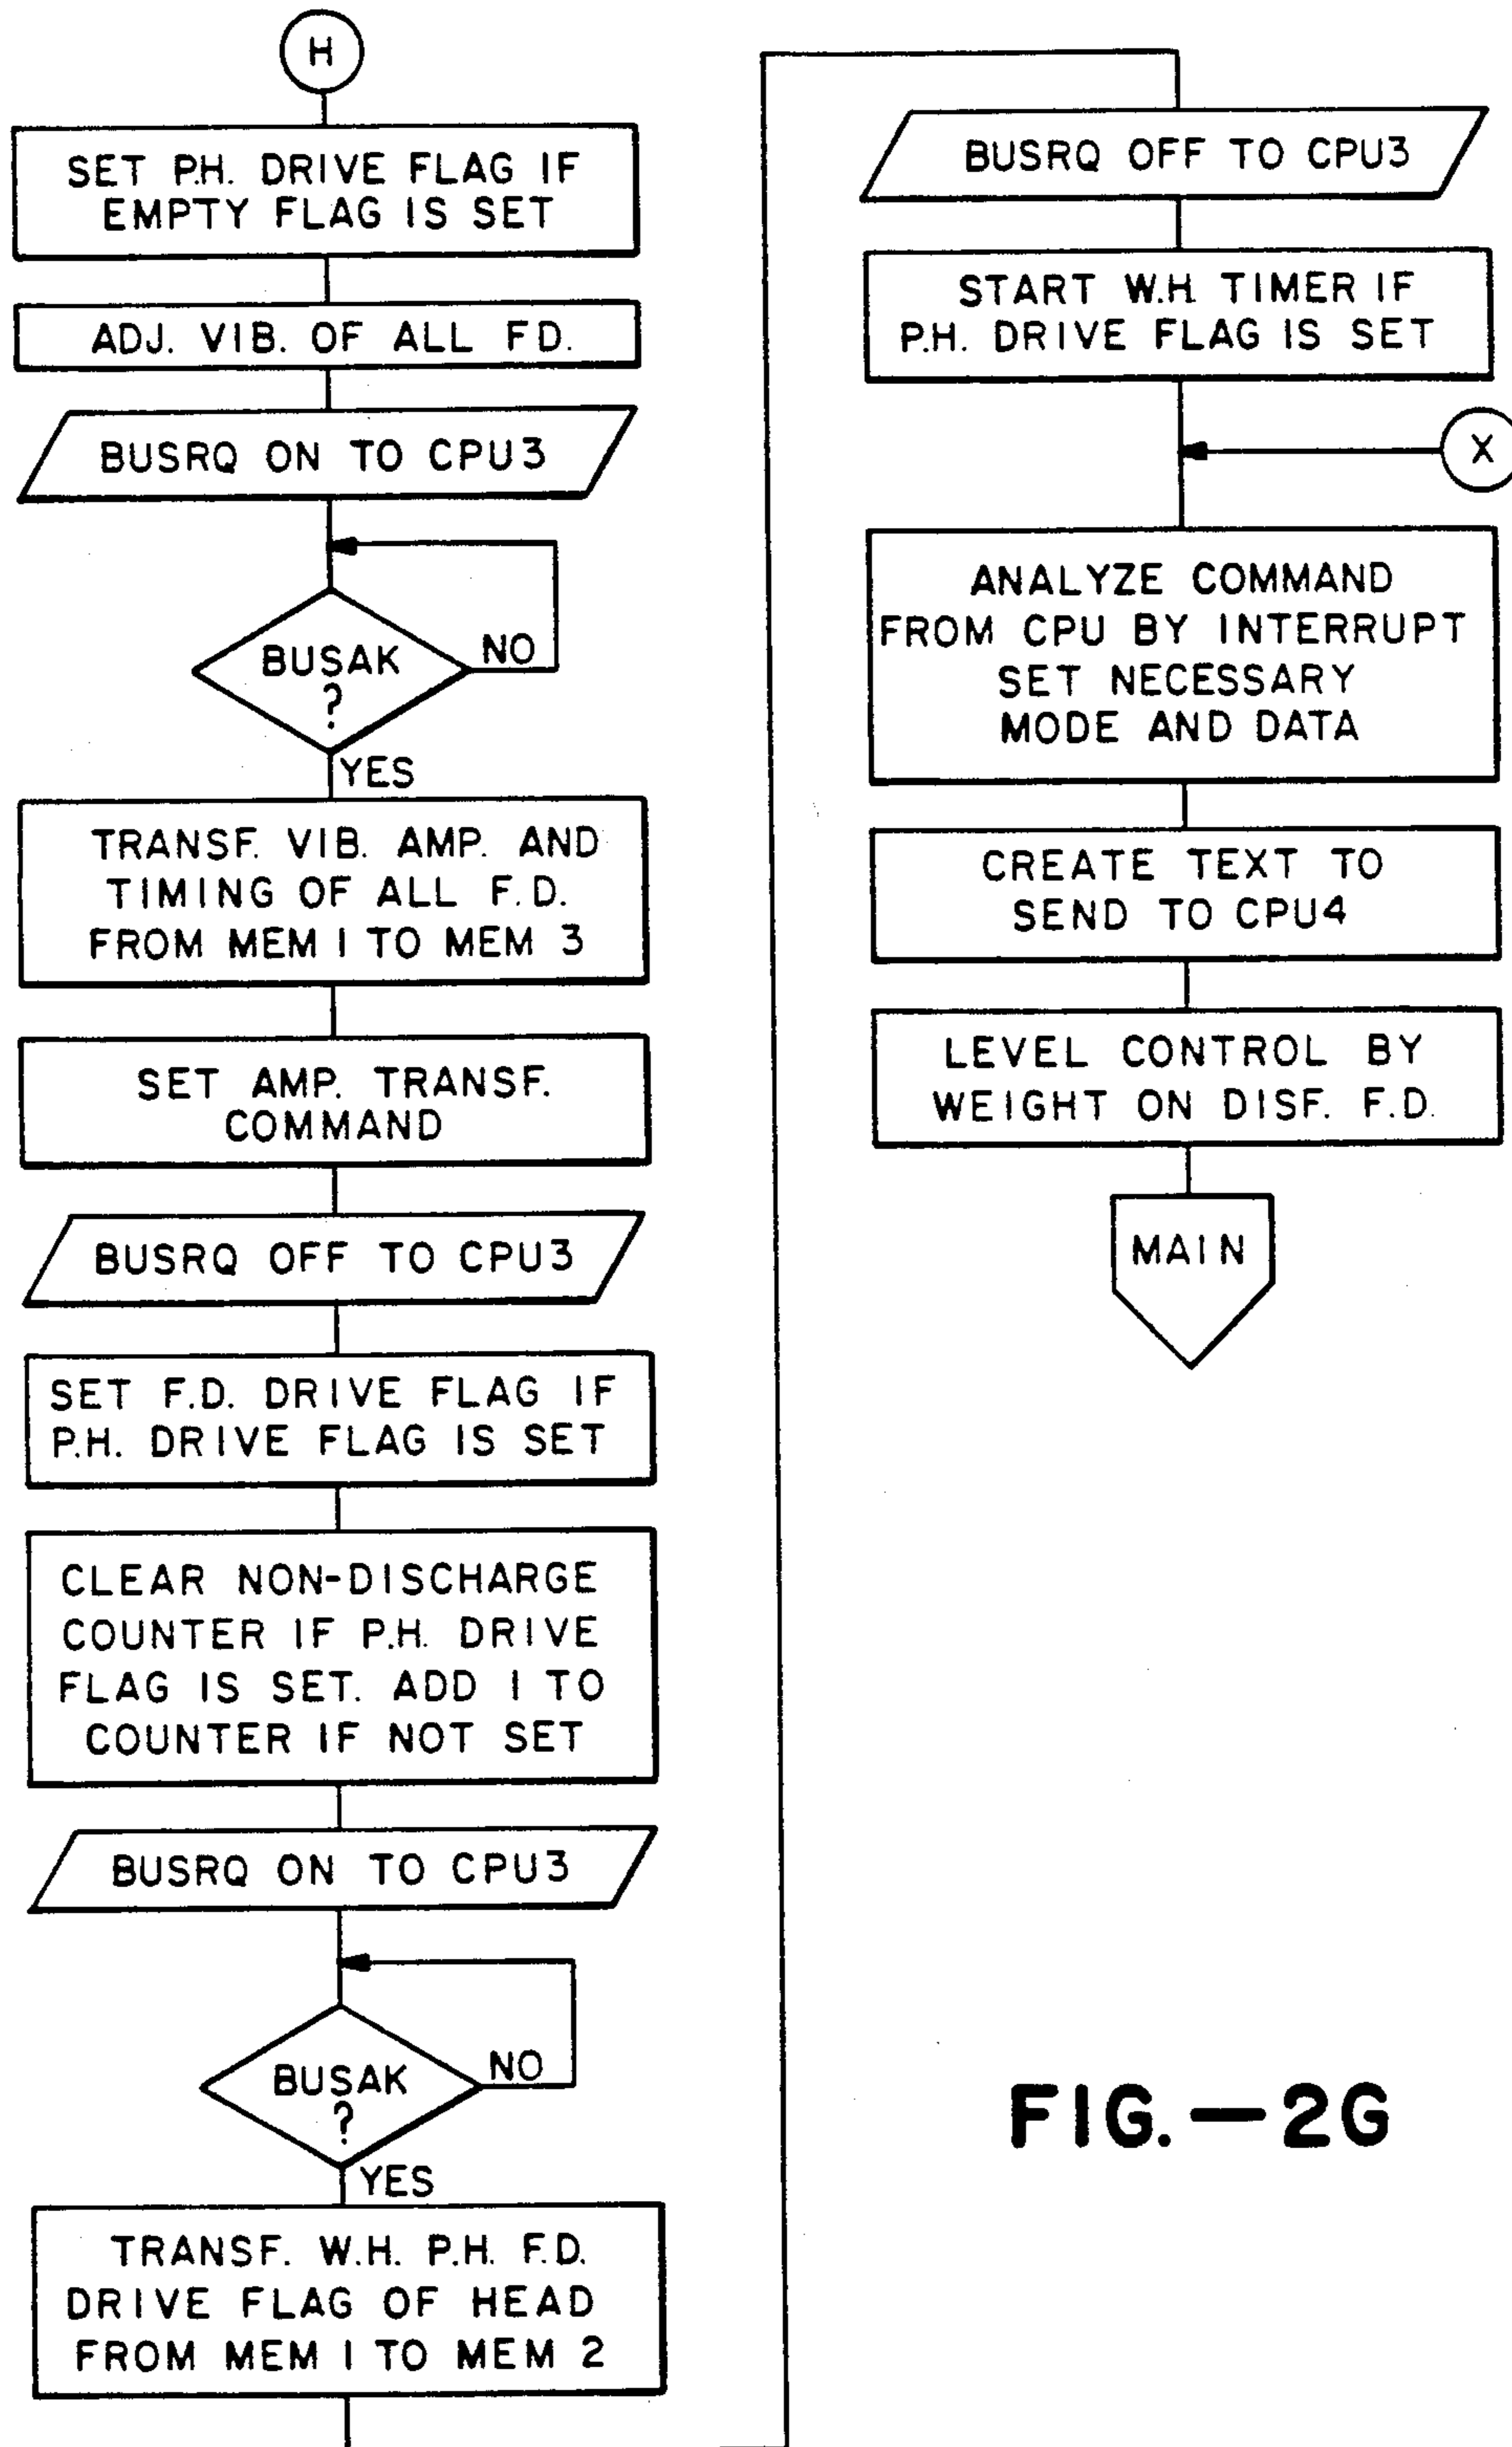 H
SET P.H. DRIVE FLAG IF
EMPTY FLAG IS SET
ADJ. VIB. OF ALL F.D.
BUSRQ ON TO CPU3
BUSAK
?
NO
YES
TRANSF. VIB. AMP. AND
TIMING OF ALL F.D.
FROM MEM 1 TO MEM 3
SET AMP. TRANSF.
COMMAND
BUSRQ OFF TO CPU3
SET F.D. DRIVE FLAG IF
P.H. DRIVE FLAG IS SET
CLEAR NON-DISCHARGE
COUNTER IF P.H. DRIVE
FLAG IS SET. ADD 1 TO
COUNTER IF NOT SET
BUSRQ ON TO CPU3
BUSAK
?
NO
YES
TRANSF. W.H. P.H. F.D.
DRIVE FLAG OF HEAD
FROM MEM 1 TO MEM 2
BUSRQ OFF TO CPU3
START W.H. TIMER IF
P.H. DRIVE FLAG IS SET
X
ANALYZE COMMAND
FROM CPU BY INTERRUPT
SET NECESSARY
MODE AND DATA
CREATE TEXT TO
SEND TO CPU4
LEVEL CONTROL BY
WEIGHT ON DISF. F.D.
MAIN
FIG.—2G